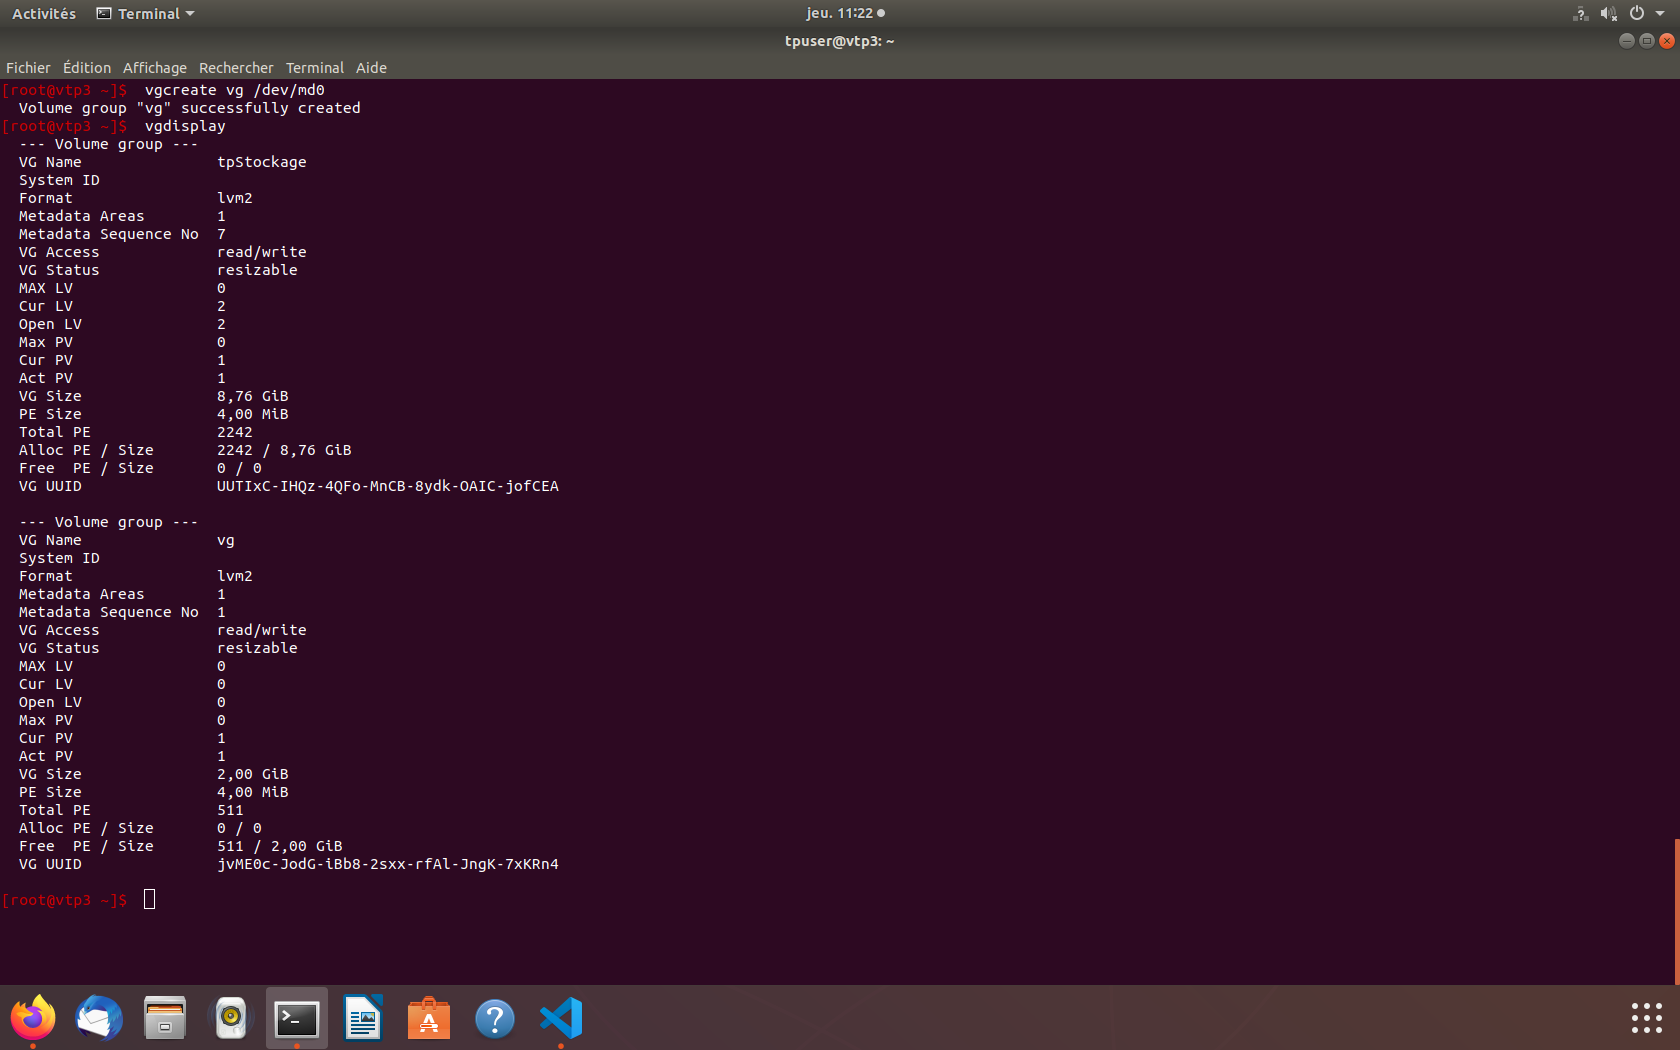 Activités Terminal jeu. 11:22
tpuser@vtp3: ~
Fichier Édition Affichage Rechercher Terminal Aide
[root@vtp3 ~]$ vgcreate vg /dev/md0
Volume group "vg" successfully created
[root@vtp3 ~]$ vgdisplay
--- Volume group ---
VG Name tpStockage
System ID
Format lvm2
Metadata Areas 1
Metadata Sequence No 7
VG Access read/write
VG Status resizable
MAX LV 0
Cur LV 2
Open LV 2
Max PV 0
Cur PV 1
Act PV 1
VG Size 8,76 GiB
PE Size 4,00 MiB
Total PE 2242
Alloc PE / Size 2242 / 8,76 GiB
Free PE / Size 0 / 0
VG UUID UUTIxC-IHQz-4QFo-MnCB-8ydk-OAIC-jofCEA
--- Volume group ---
VG Name vg
System ID
Format lvm2
Metadata Areas 1
Metadata Sequence No 1
VG Access read/write
VG Status resizable
MAX LV 0
Cur LV 0
Open LV 0
Max PV 0
Cur PV 1
Act PV 1
VG Size 2,00 GiB
PE Size 4,00 MiB
Total PE 511
Alloc PE / Size 0 / 0
Free PE / Size 511 / 2,00 GiB
VG UUID jvME0c-JodG-iBb8-2sxx-rfAl-JngK-7xKRn4
[root@vtp3 ~]$